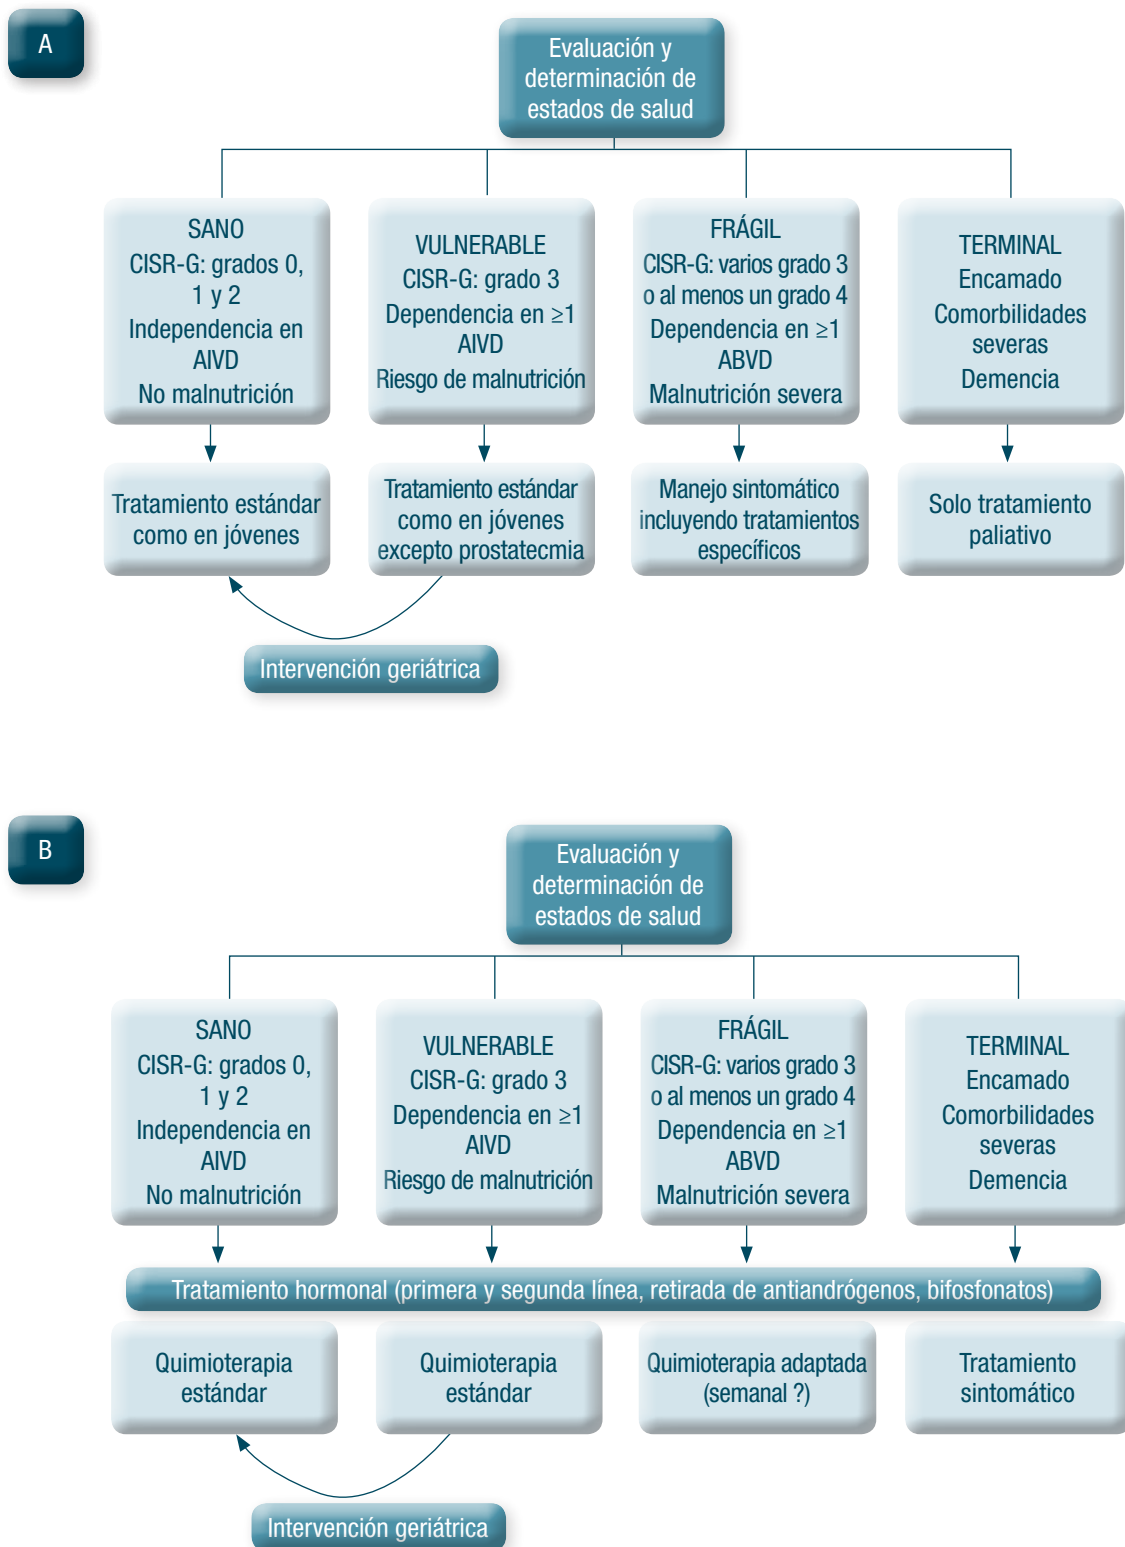 A
Evaluación y
determinación de
estados de salud
SANO
CISR-G: grados 0,
1 y 2
Independencia en
AIVD
No malnutrición
VULNERABLE
CISR-G: grado 3
Dependencia en ≥1
AIVD
Riesgo de malnutrición
FRÁGIL
CISR-G: varios grado 3
o al menos un grado 4
Dependencia en ≥1
ABVD
Malnutrición severa
TERMINAL
Encamado
Comorbilidades
severas
Demencia
Tratamiento estándar
como en jóvenes
Tratamiento estándar
como en jóvenes
excepto prostatecmia
Manejo sintomático
incluyendo tratamientos
específicos
Solo tratamiento
paliativo
Intervención geriátrica
B
Evaluación y
determinación de
estados de salud
SANO
CISR-G: grados 0,
1 y 2
Independencia en
AIVD
No malnutrición
VULNERABLE
CISR-G: grado 3
Dependencia en ≥1
AIVD
Riesgo de malnutrición
FRÁGIL
CISR-G: varios grado 3
o al menos un grado 4
Dependencia en ≥1
ABVD
Malnutrición severa
TERMINAL
Encamado
Comorbilidades
severas
Demencia
Tratamiento hormonal (primera y segunda línea, retirada de antiandrógenos, bifosfonatos)
Quimioterapia
estándar
Quimioterapia
estándar
Quimioterapia adaptada
(semanal ?)
Tratamiento
sintomático
Intervención geriátrica